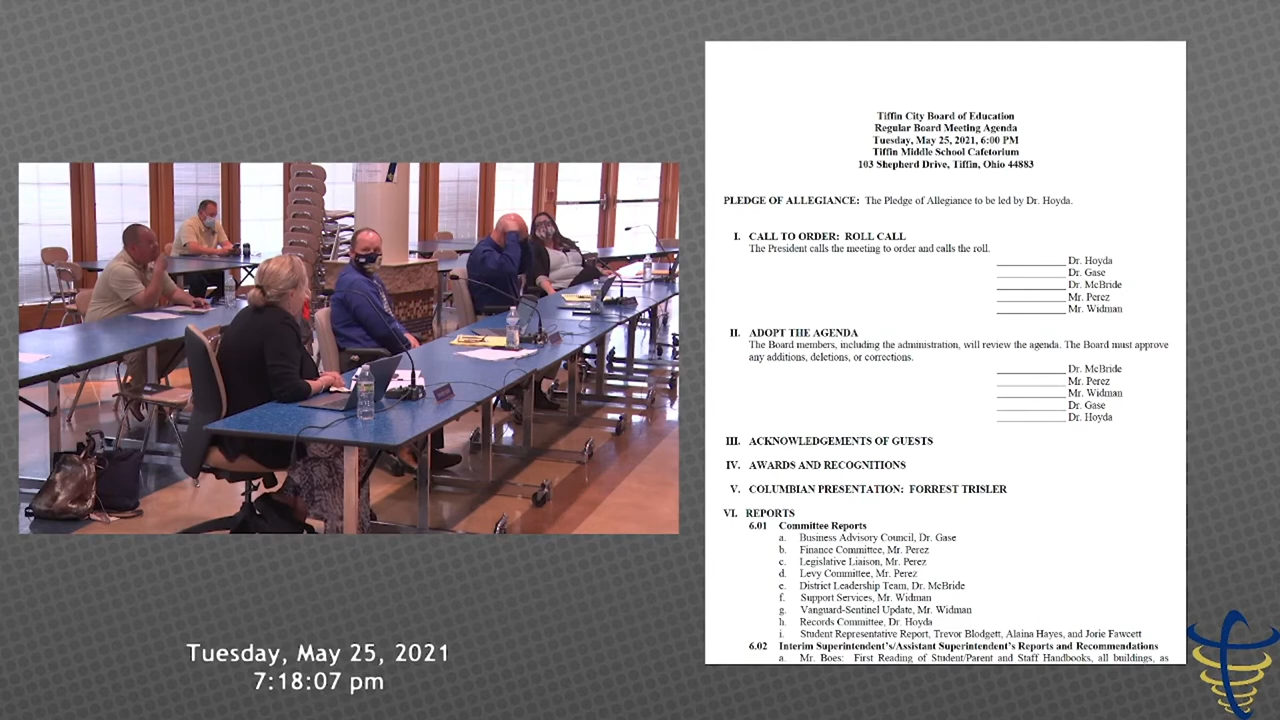 Tiffin City Board of Education
Regular Board Meeting Agenda
Tuesday, May 25, 2021, 6:00 PM
Tiffin Middle School Cafetorium
103 Shepherd Drive, Tiffin, Ohio 44883
PLEDGE OF ALLEGIANCE: The Pledge of Allegiance to be led by Dr. Hoyda.
I. CALL TO ORDER: ROLL CALL
The President calls the meeting to order and calls the roll.
____________ Dr. Hoyda
____________ Dr. Gase
____________ Dr. McBride
____________ Mr. Perez
____________ Mr. Widman
II. ADOPT THE AGENDA
The Board members, including the administration, will review the agenda. The Board must approve
any additions, deletions, or corrections.
____________ Dr. McBride
____________ Mr. Perez
____________ Mr. Widman
____________ Dr. Gase
____________ Dr. Hoyda
III. ACKNOWLEDGEMENTS OF GUESTS
IV. AWARDS AND RECOGNITIONS
V. COLUMBIAN PRESENTATION: FORREST TRISLER
VI. REPORTS
6.01 Committee Reports
a. Business Advisory Council, Dr. Gase
b. Finance Committee, Mr. Perez
c. Legislative Liaison, Mr. Perez
d. Levy Committee, Mr. Perez
e. District Leadership Team, Dr. McBride
f. Support Services, Mr. Widman
g. Vanguard-Sentinel Update, Mr. Widman
h. Records Committee, Dr. Hoyda
i. Student Representative Report, Trevor Blodgett, Alaina Hayes, and Jorie Fawcett
6.02 Interim Superintendent's/Assistant Superintendent's Reports and Recommendations
a. Mr. Boes: First Reading of Student/Parent and Staff Handbooks, all buildings, as
Tuesday, May 25, 2021
7:18:07 pm